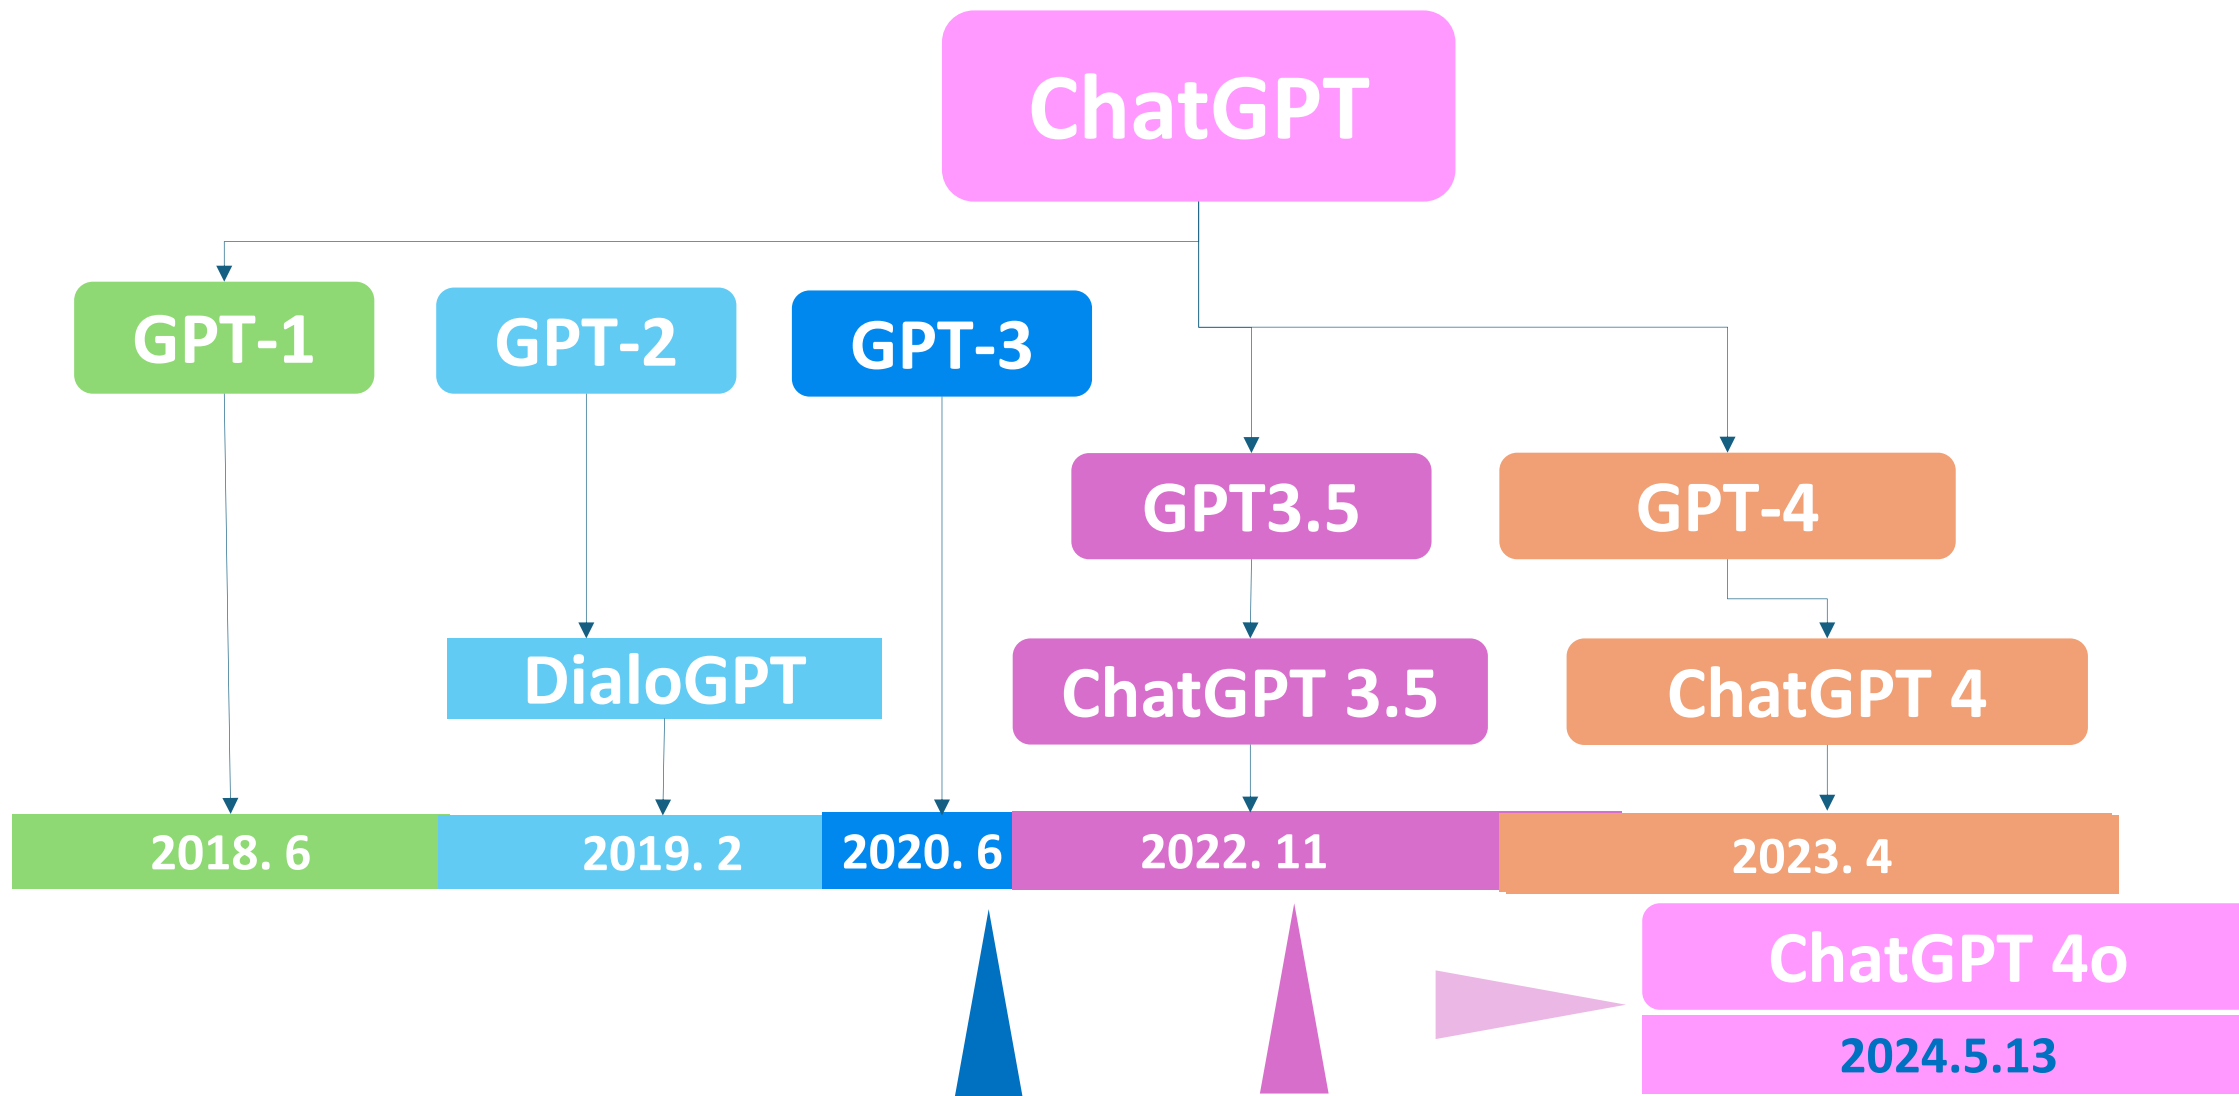 ChatGPT
GPT-1
GPT-2
GPT-3
GPT3.5
GPT-4
DialoGPT
ChatGPT 3.5
ChatGPT 4
2018. 6
2019. 2
2020. 6
2022. 11
2023. 4
ChatGPT 4o
2024.5.13